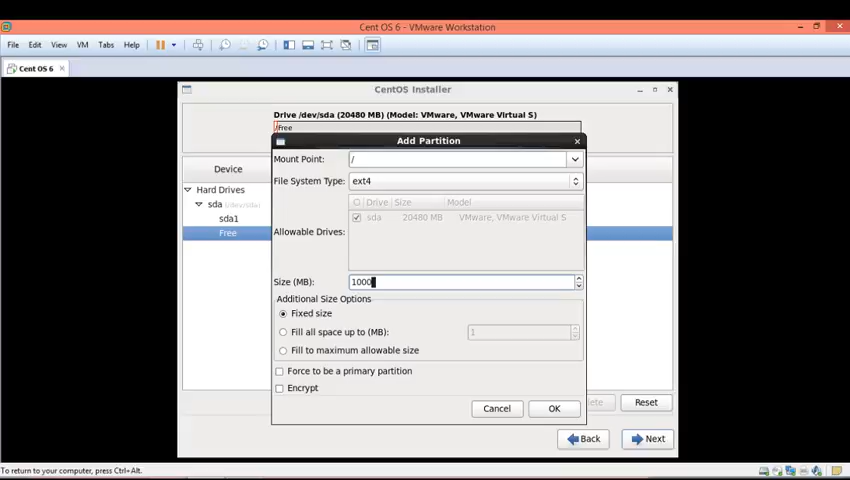 Cent OS 6 - VMware Workstation
File Edit View VM Tabs Help
Cent OS 6
CentOS Installer
Drive /dev/sda (20480 MB) (Model: VMware, VMware Virtual S)
Free
Add Partition
Mount Point: /
File System Type: ext4
Drive Size Model
sda 20480 MB VMware, VMware Virtual S
Allowable Drives:
Size (MB): 1000
Additional Size Options
Fixed size
Fill all space up to (MB): 1
Fill to maximum allowable size
Force to be a primary partition
Encrypt
Cancel OK
Device
Hard Drives
sda
sda1
Free
Reset
Back Next
To return to your computer, press Ctrl+Alt.